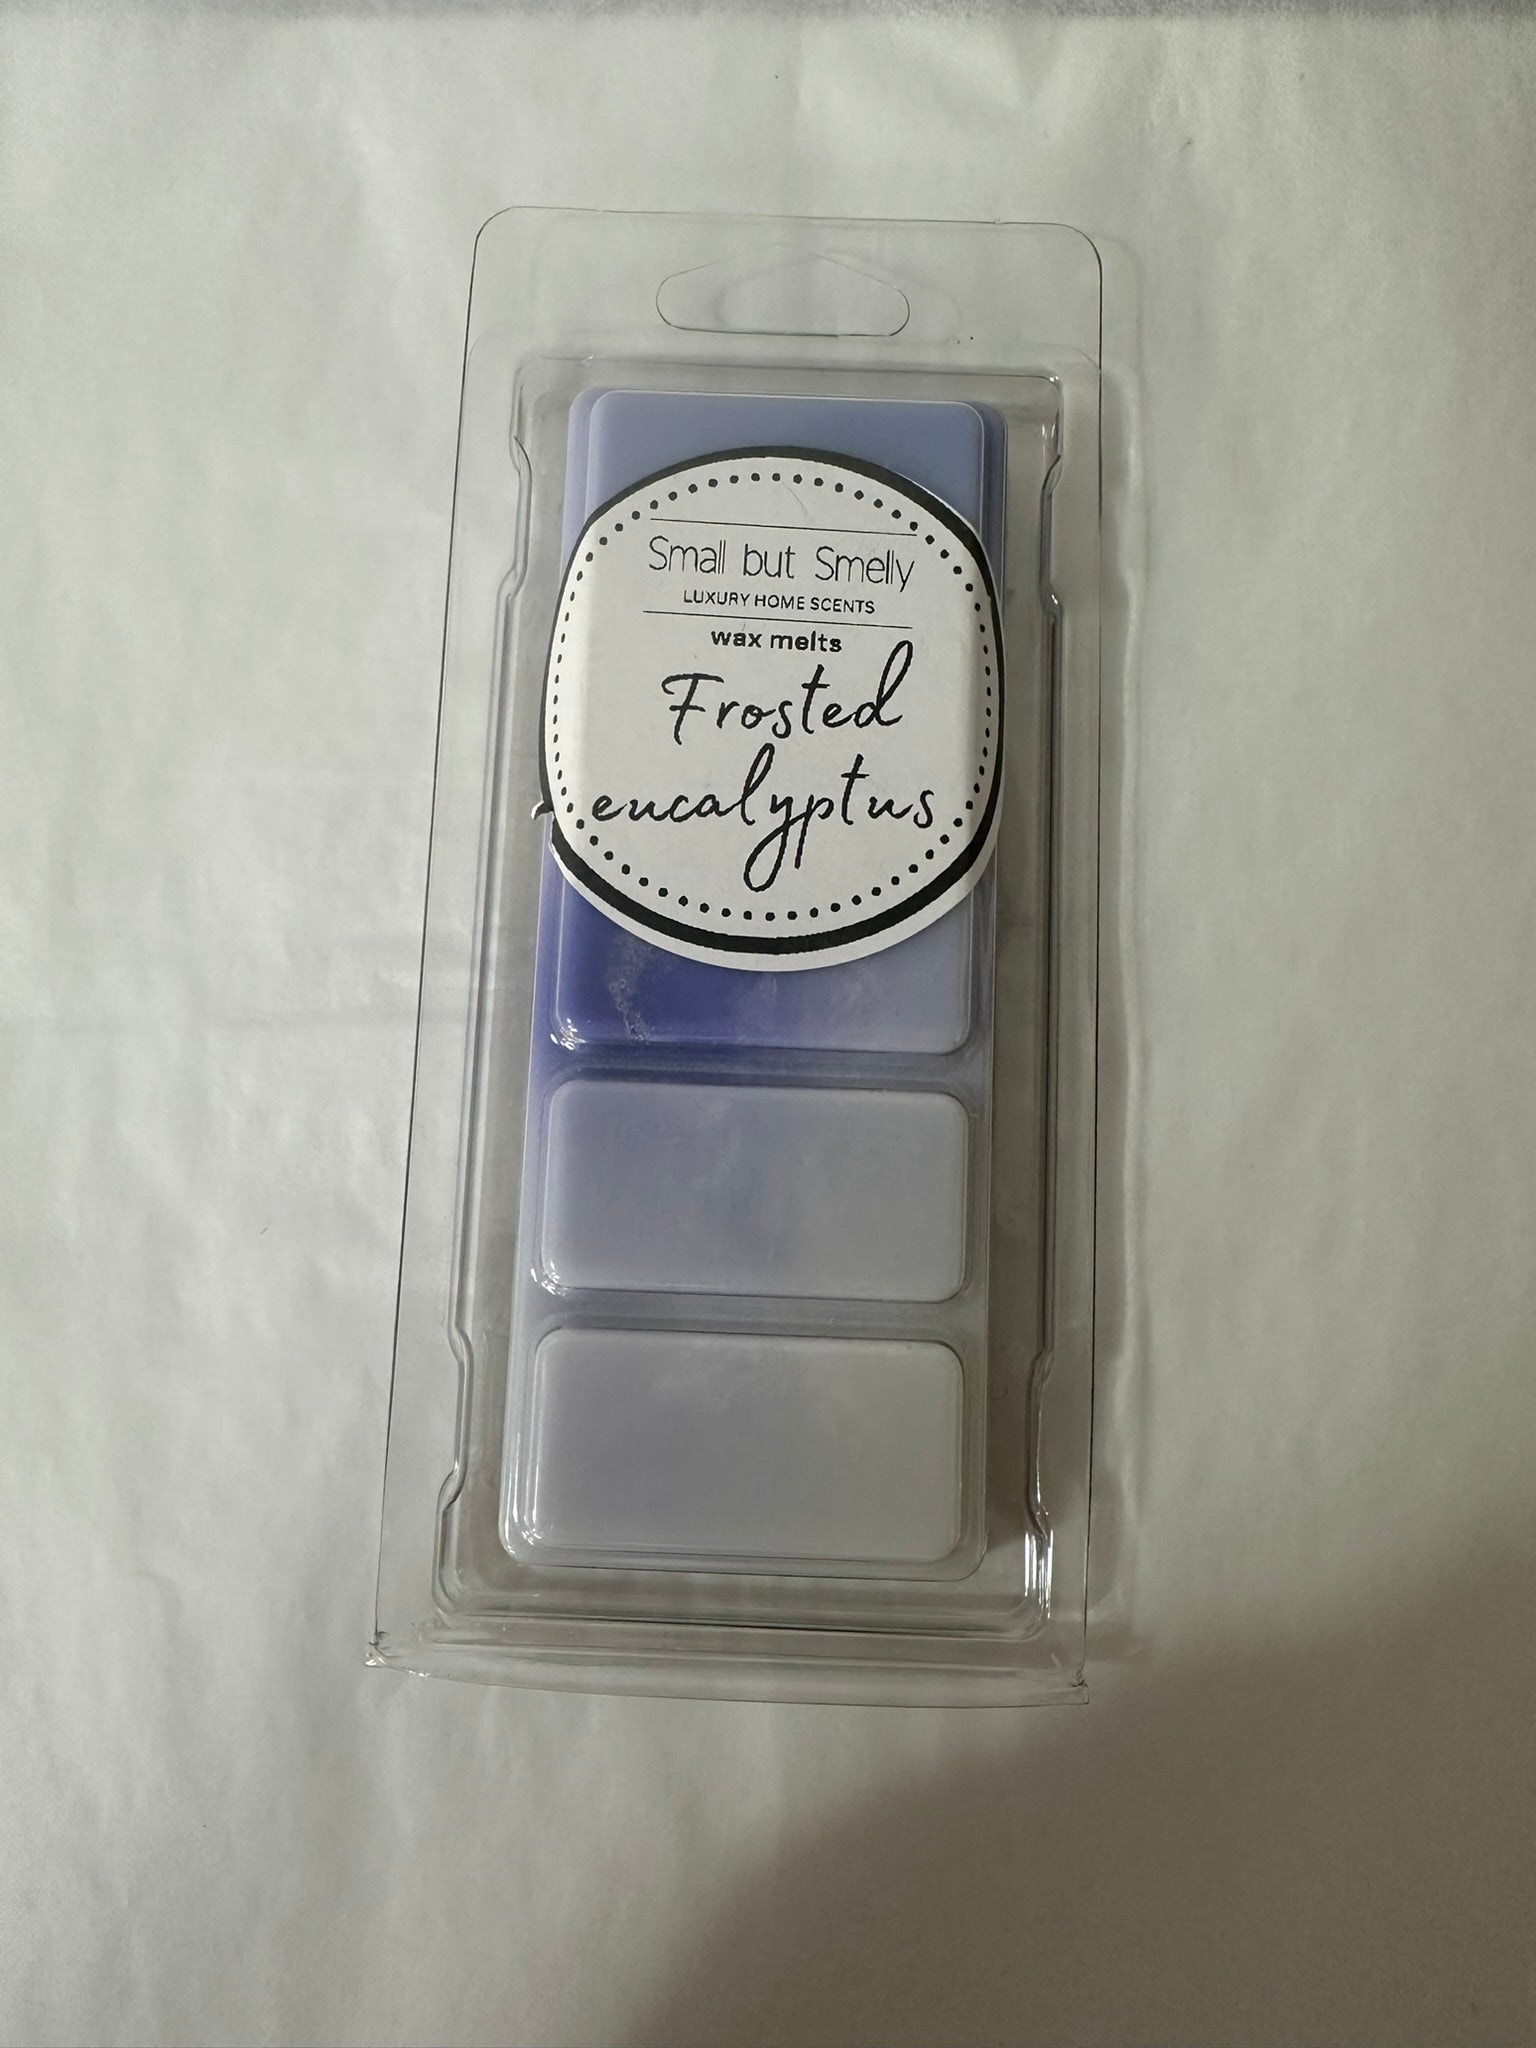 Small but Smelly
LUXURY HOME SCENTS
wax melts
Frosted
eucalyptus